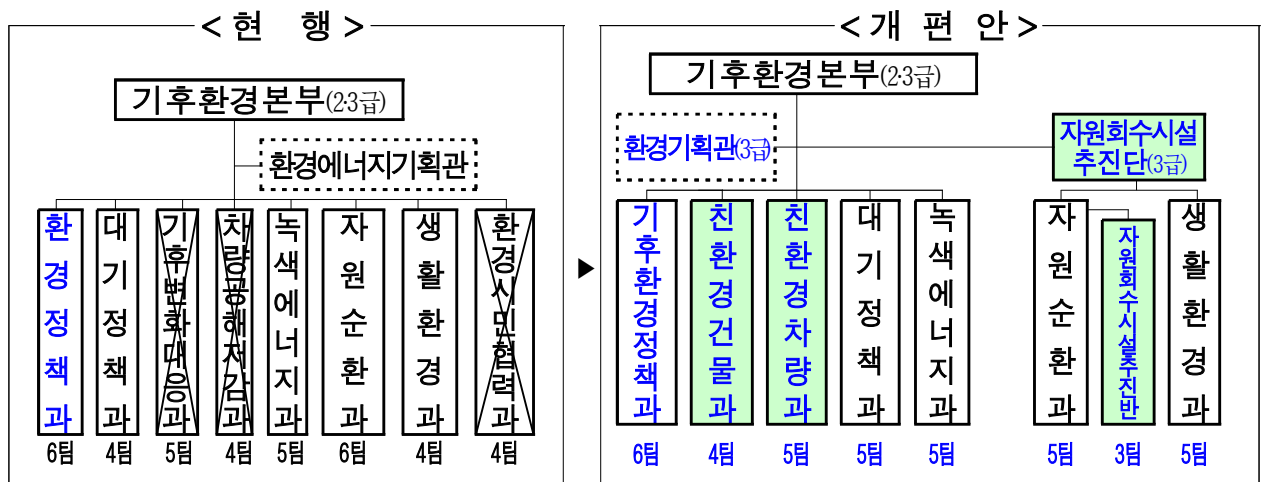 < 현 행 >
기후환경본부(2·3급)
환경에너지기획관
환경정책과
대기정책과
기후변화대응과
차량공해저감과
녹색에너지과
자원순환과
생활환경과
환경시민협력과
6팀 4팀 5팀 4팀 5팀 6팀 4팀 4팀
▶
< 개 편 안 >
기후환경본부(2·3급)
환경기획관(3급)
자원회수시설
추진단(3급)
기후환경정책과
친환경건물과
친환경차량과
대기정책과
녹색에너지과
자원순환과
자원회수시설추진반
생활환경과
6팀 4팀 5팀 5팀 5팀 5팀 3팀 5팀